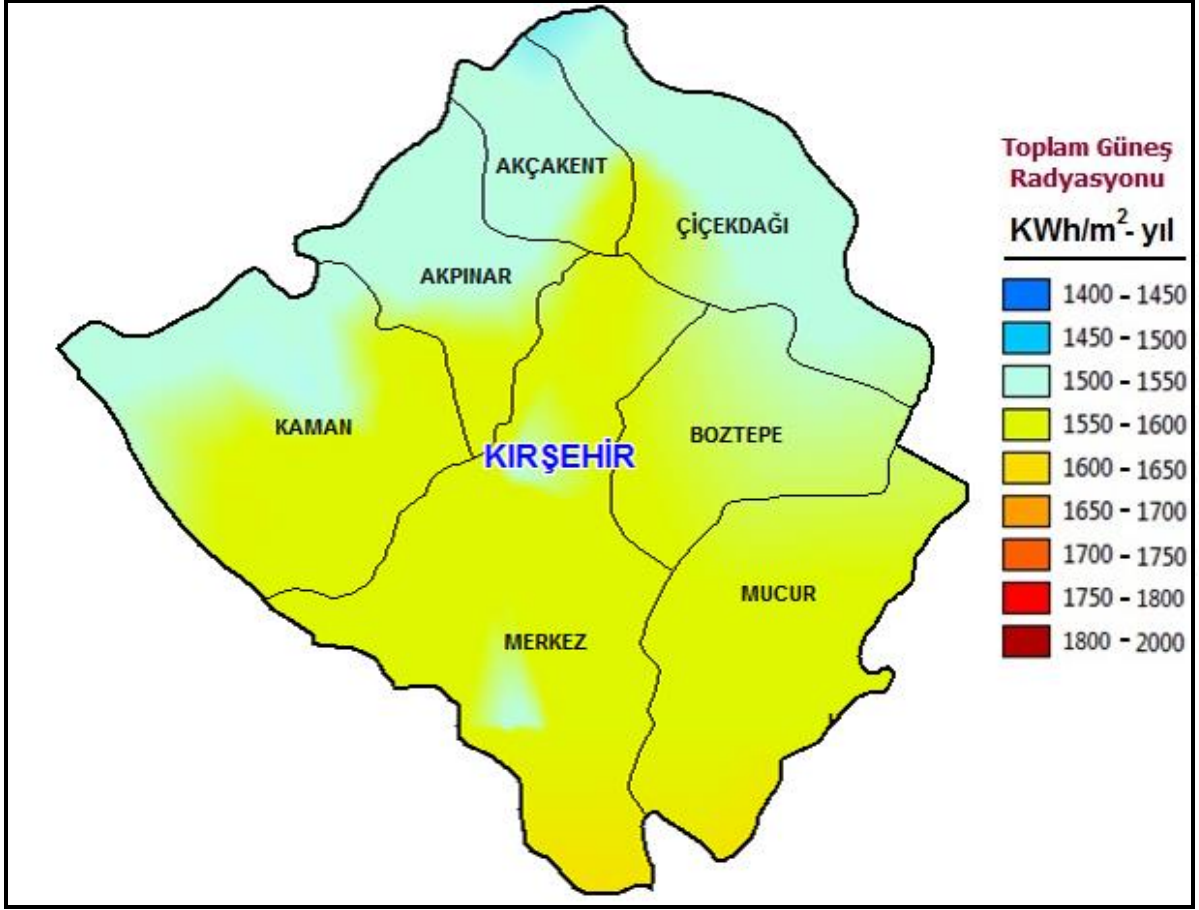 AKÇAKENT
ÇİÇEKDAĞI
AKPINAR
KAMAN
KIRŞEHİR
BOZTEPE
MUCUR
MERKEZ
Toplam Güneş
Radyasyonu
KWh/m²- yıl
1400 - 1450
1450 - 1500
1500 - 1550
1550 - 1600
1600 - 1650
1650 - 1700
1700 - 1750
1750 - 1800
1800 - 2000